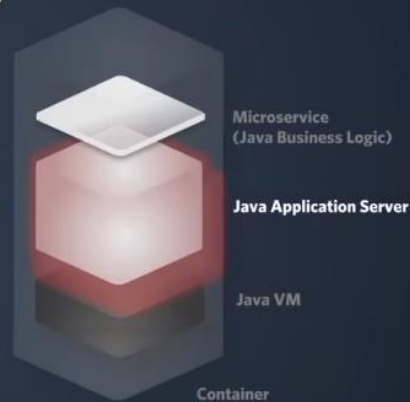 Microservice
(Java Business Logic)
Java Application Server
Java VM
Container